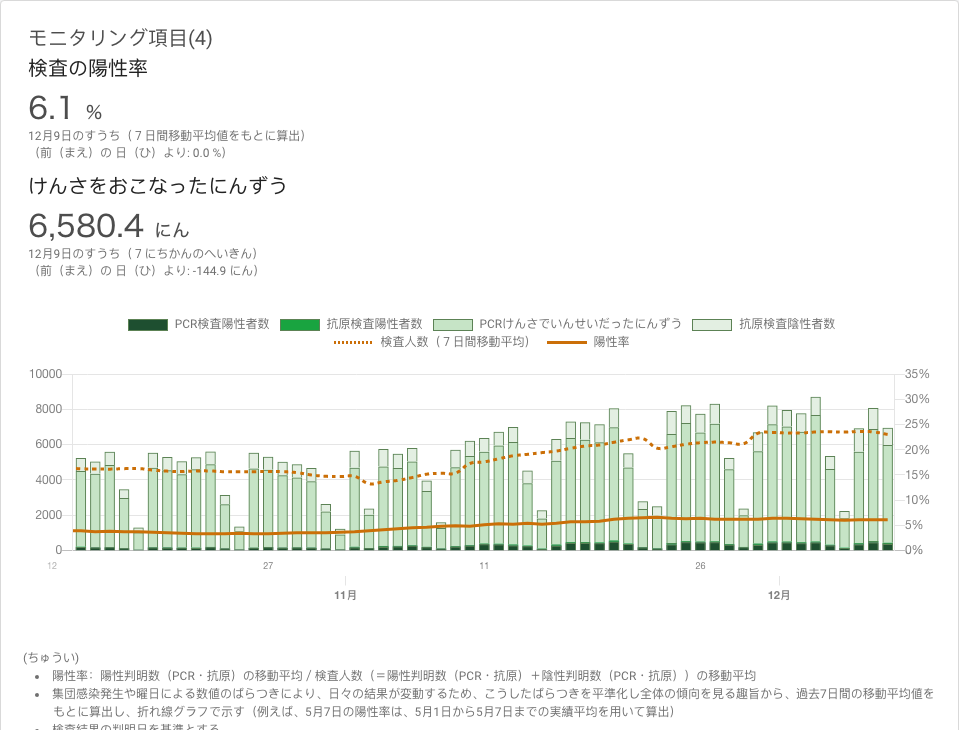 モニタリング項目(4)
検査の陽性率
6.1 %
12月9日のすうち（７日間移動平均値をもとに算出）
（前（まえ）の 日（ひ）より: 0.0 %）
けんさをおこなったにんずう
6,580.4 にん
12月9日のすうち（７にちかんのへいきん）
（前（まえ）の 日（ひ）より: -144.9 にん）
PCR検査陽性者数 抗原検査陽性者数 PCRけんさでいんせいだったにんずう 抗原検査陰性者数
検査人数（７日間移動平均） 陽性率
10000 35%
30%
8000
25%
6000 20%
4000 15%
10%
2000
5%
0 0%
12 27 11 26
11月 12月
(ちゅうい)
• 陽性率：陽性判明数（PCR・抗原）の移動平均 / 検査人数（＝陽性判明数（PCR・抗原）＋陰性判明数（PCR・抗原））の移動平均
• 集団感染発生や曜日による数値のばらつきにより、日々の結果が変動するため、こうしたばらつきを平準化し全体の傾向を見る趣旨から、過去7日間の移動平均値を
もとに算出し、折れ線グラフで示す（例えば、5月7日の陽性率は、5月1日から5月7日までの実績平均を用いて算出）
• 検査結果の判明日を基準とする